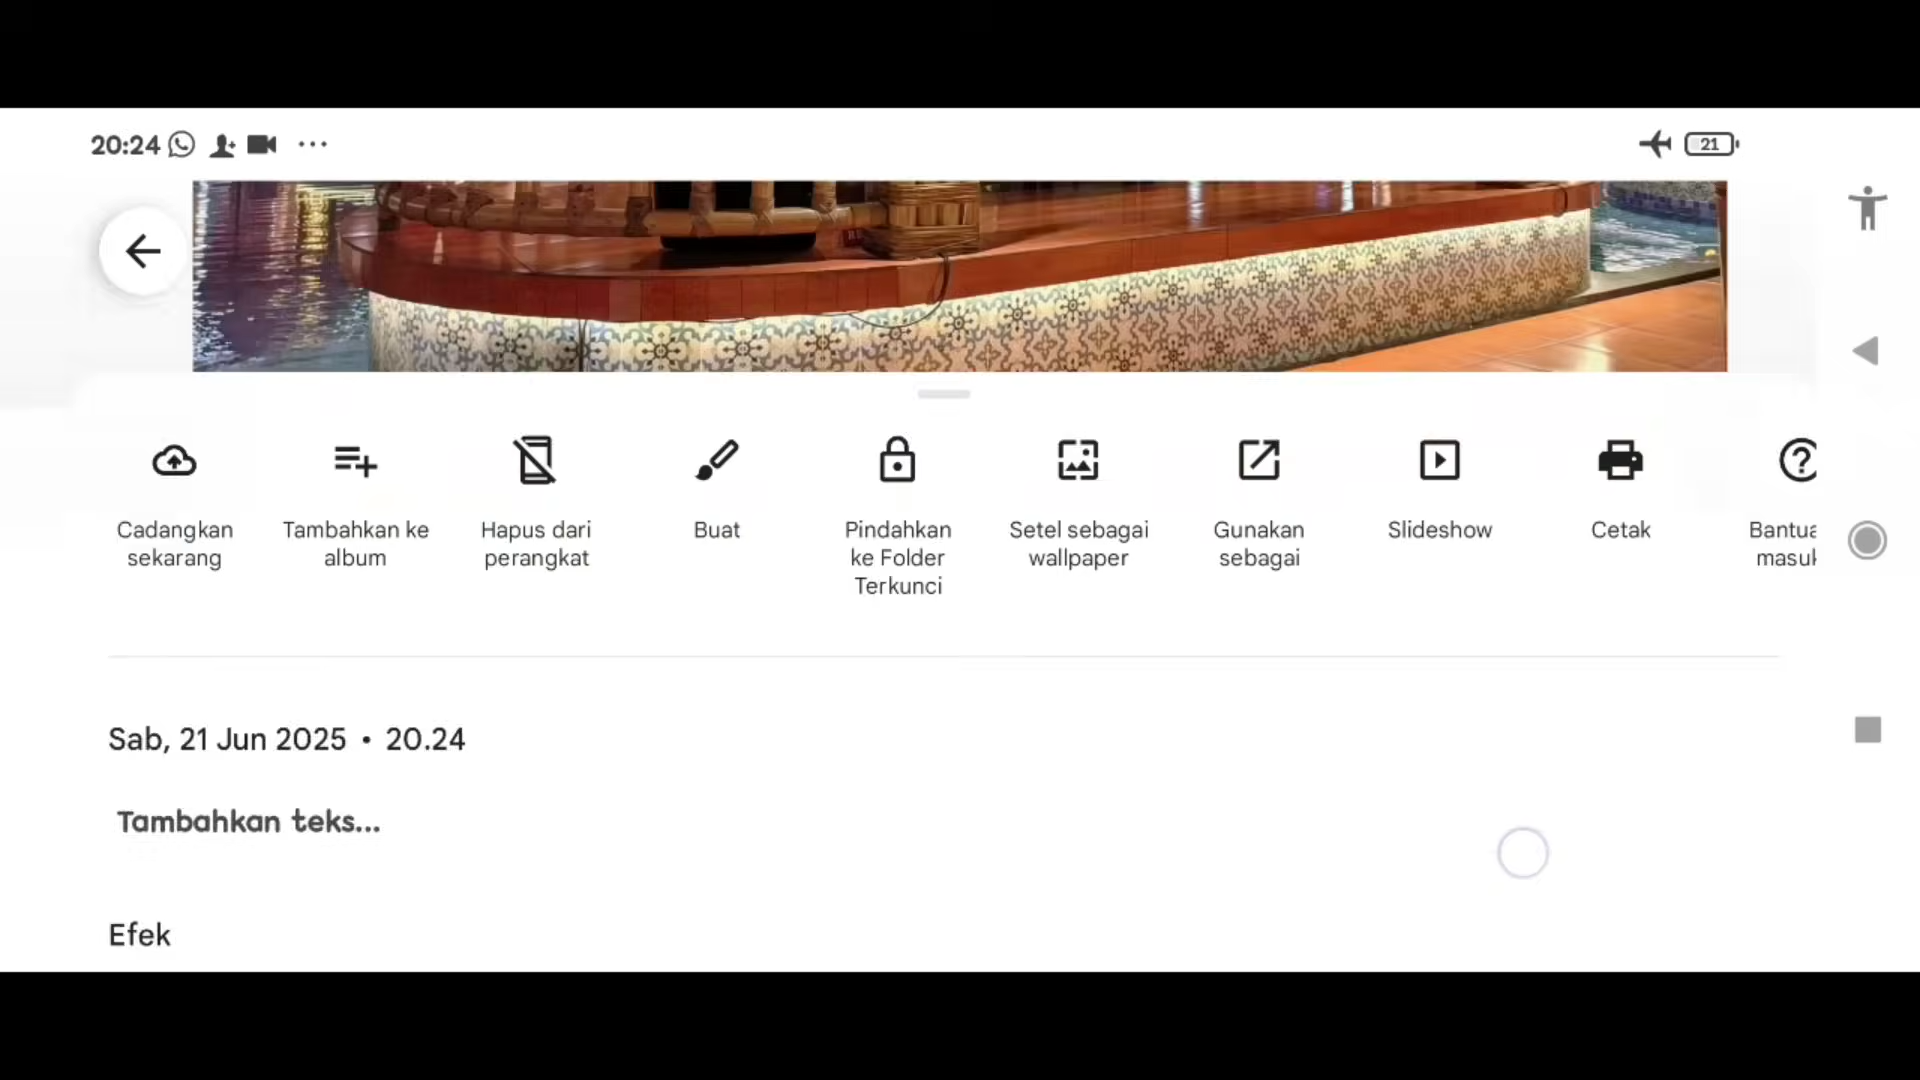 20:24
21
Cadangkan
sekarang
Tambahkan ke
album
Hapus dari
perangkat
Buat
Pindahkan
ke Folder
Terkunci
Setel sebagai
wallpaper
Gunakan
sebagai
Slideshow
Cetak
Sab, 21 Jun 2025 • 20.24
Tambahkan teks...
Efek